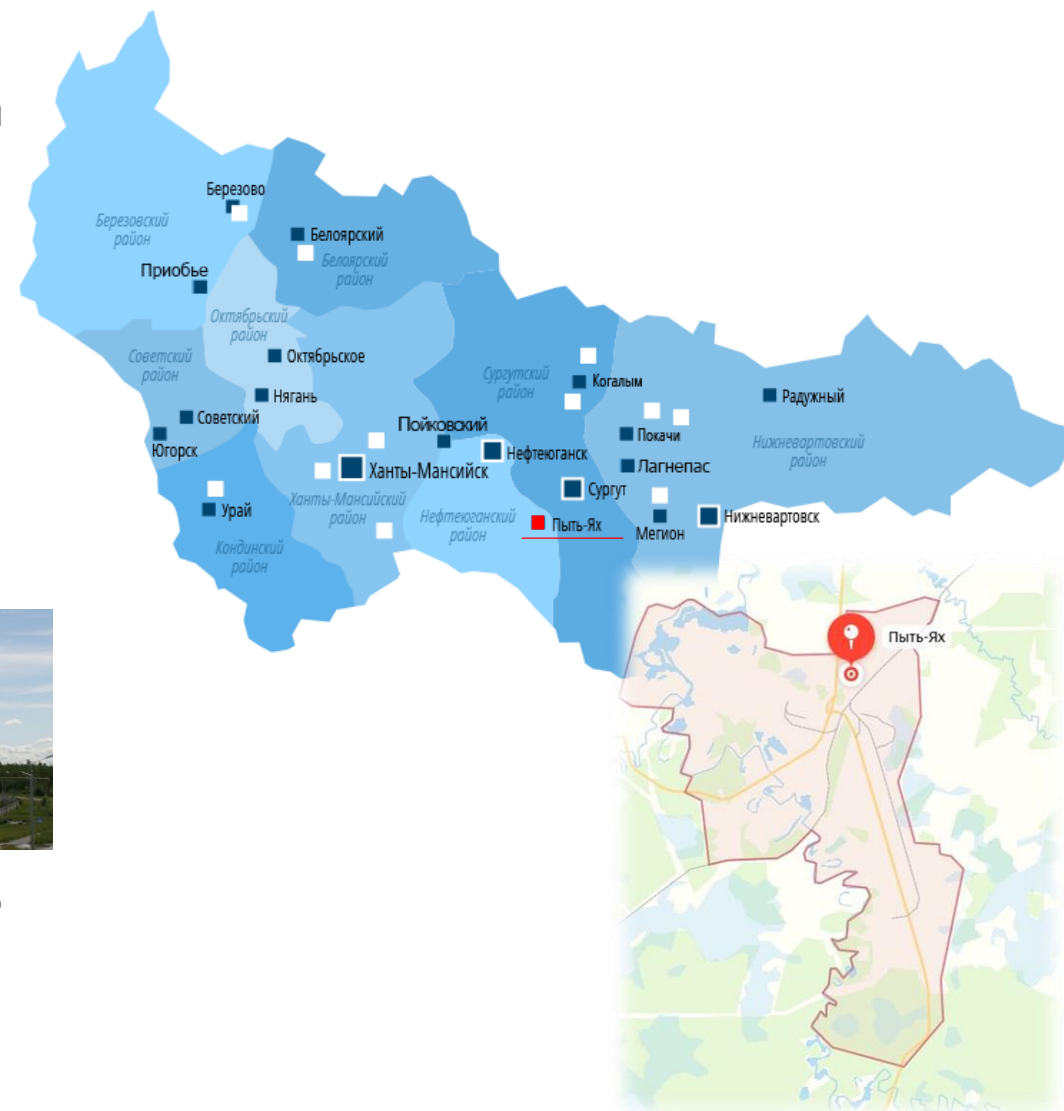 Березово
Березовский
район
Белоярский
Белоярский
район
Приобье
Октябрьский
район
Советский
район
Октябрьское
Сургутский
район
Когалым
Нягань
Радужный
Советский
Пойковский
Югорск
Покачи
Нижневартовский
район
Нефтеюганск
Ханты-Мансийск
Лагнепас
Сургут
Ханты-Мансийский
район
Урай
Нефтеюганский
район
Пыть-Ях
Мегион
Нижневартовск
Кондинский
район
Пыть-Ях